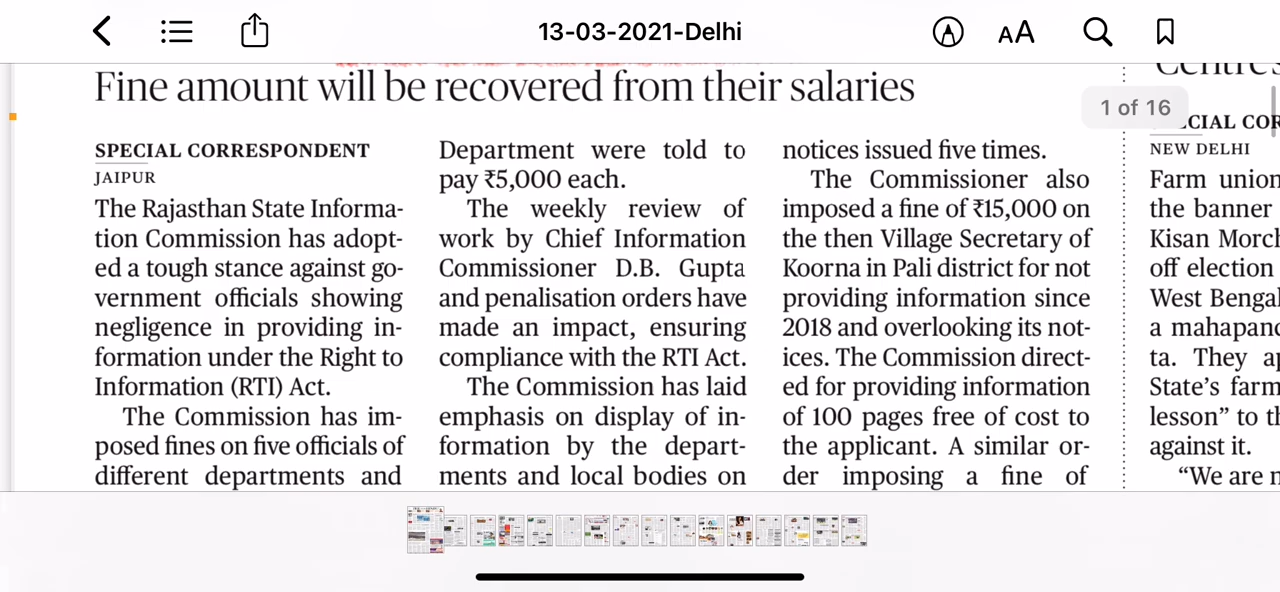 13-03-2021-Delhi
AA
Fine amount will be recovered from their salaries
1 of 16
SPECIAL CORRESPONDENT
JAIPUR
The Rajasthan State Informa-
tion Commission has adopt-
ed a tough stance against go-
vernment officials showing
negligence in providing in-
formation under the Right to
Information (RTI) Act.
The Commission has im-
posed fines on five officials of
different departments and
Department were told to
pay ₹5,000 each.
The weekly review of
work by Chief Information
Commissioner D.B. Gupta
and penalisation orders have
made an impact, ensuring
compliance with the RTI Act.
The Commission has laid
emphasis on display of in-
formation by the depart-
ments and local bodies on
notices issued five times.
The Commissioner also
imposed a fine of ₹15,000 on
the then Village Secretary of
Koorna in Pali district for not
providing information since
2018 and overlooking its not-
ices. The Commission direct-
ed for providing information
of 100 pages free of cost to
the applicant. A similar or-
der imposing a fine of
NEW DELHI
Farm union
the banner
Kisan Morch
off election
West Bengal
a mahapanc
ta. They ap
State's farm
lesson" to th
against it.
"We are n